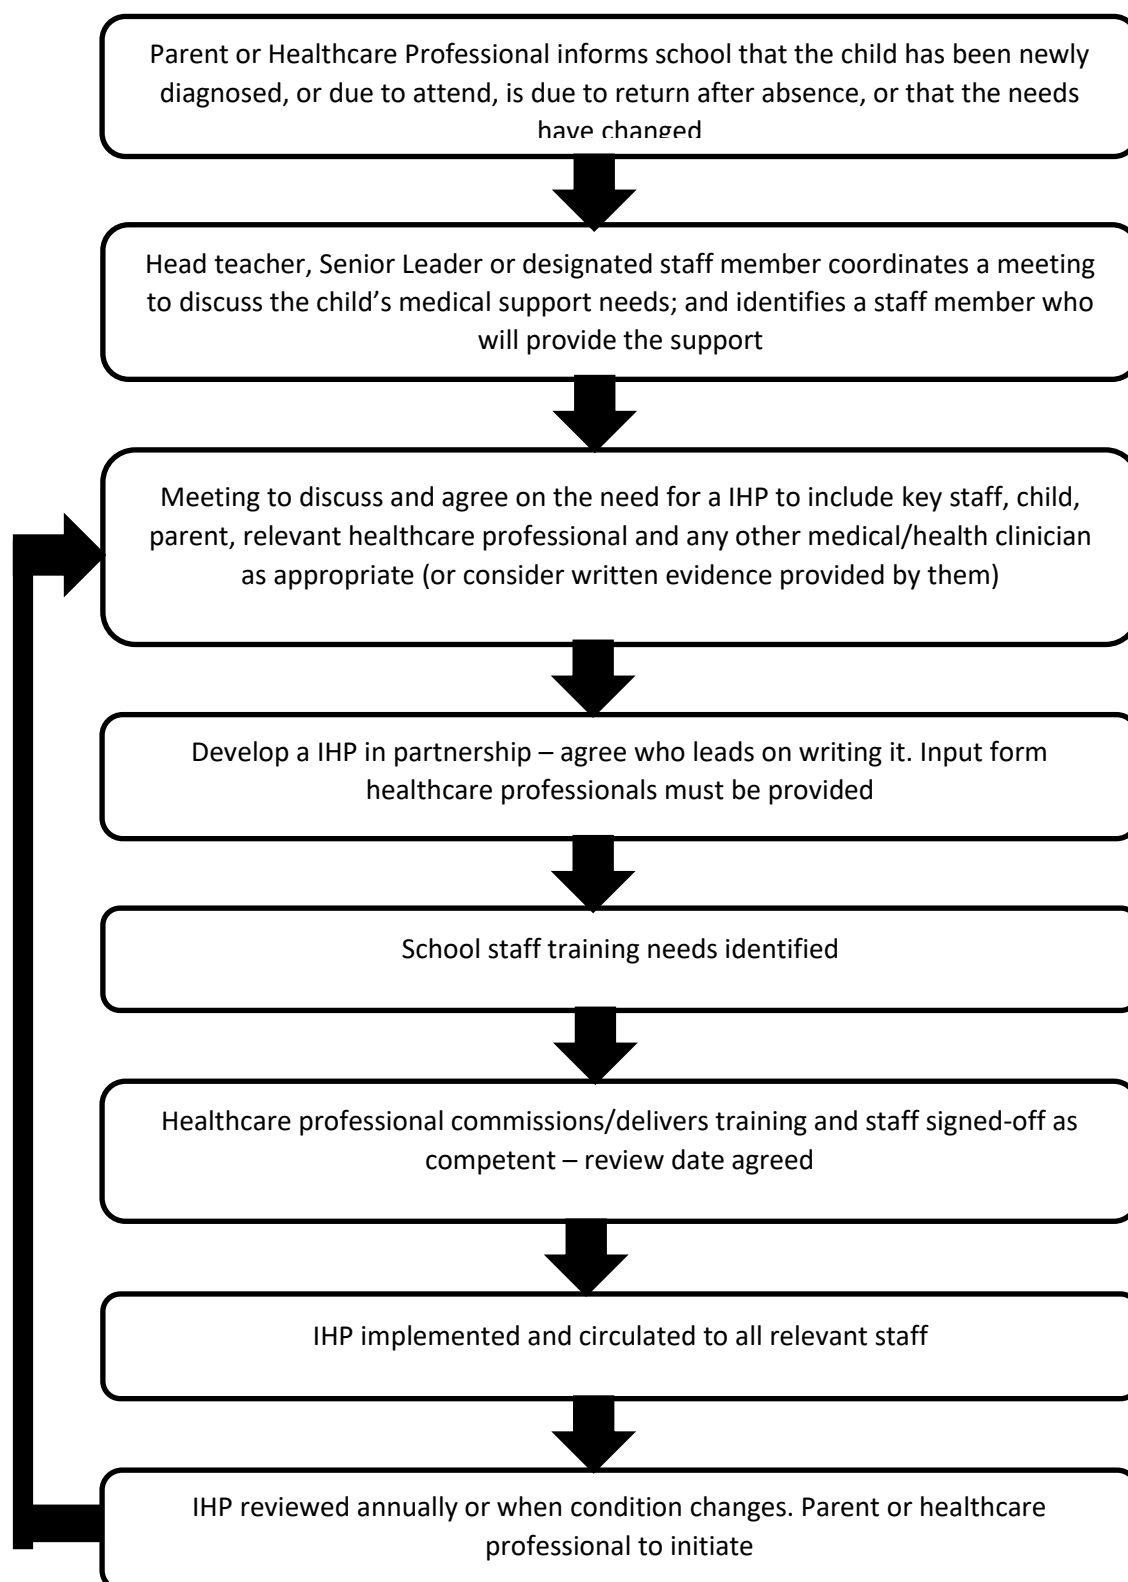 Parent or Healthcare Professional informs school that the child has been newly
diagnosed, or due to attend, is due to return after absence, or that the needs
have changed
Head teacher, Senior Leader or designated staff member coordinates a meeting
to discuss the child’s medical support needs; and identifies a staff member who
will provide the support
Meeting to discuss and agree on the need for a IHP to include key staff, child,
parent, relevant healthcare professional and any other medical/health clinician
as appropriate (or consider written evidence provided by them)
Develop a IHP in partnership – agree who leads on writing it. Input form
healthcare professionals must be provided
School staff training needs identified
Healthcare professional commissions/delivers training and staff signed-off as
competent – review date agreed
IHP implemented and circulated to all relevant staff
IHP reviewed annually or when condition changes. Parent or healthcare
professional to initiate